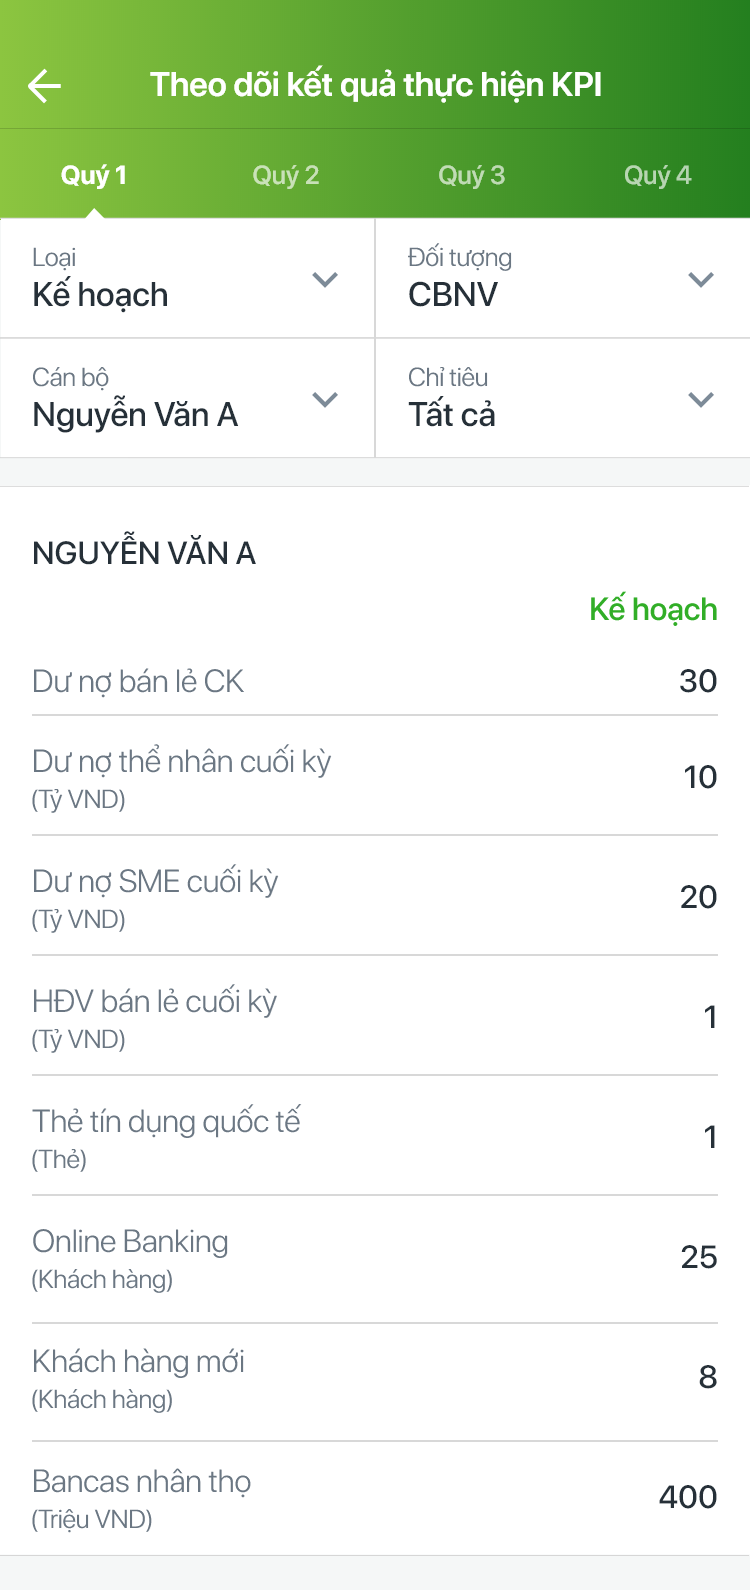 Theo dõi kết quả thực hiện KPI
Quý 1 Quý 2 Quý 3 Quý 4
Loại
Kế hoạch
Đối tượng
CBNV
Cán bộ
Nguyễn Văn A
Chỉ tiêu
Tất cả
NGUYỄN VĂN A
Kế hoạch
Dư nợ bán lẻ CK 30
Dư nợ thể nhân cuối kỳ
(Tỷ VND)
10
Dư nợ SME cuối kỳ
(Tỷ VND)
20
HĐV bán lẻ cuối kỳ
(Tỷ VND)
1
Thẻ tín dụng quốc tế
(Thẻ)
1
Online Banking
(Khách hàng)
25
Khách hàng mới
(Khách hàng)
8
Bancas nhân thọ
(Triệu VND)
400